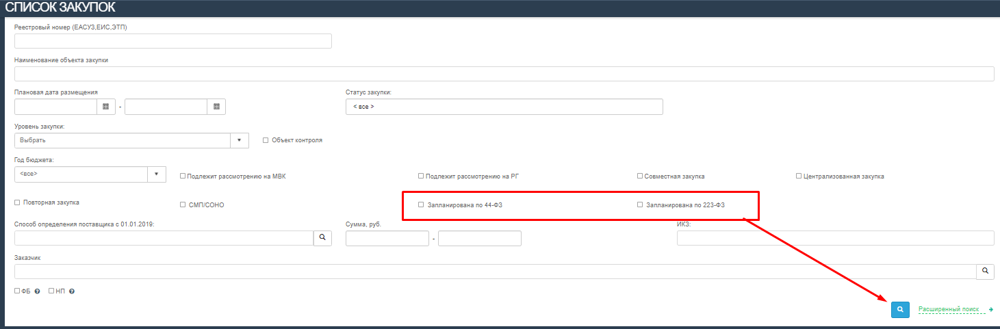 СПИСОК ЗАКУПОК
Реестровый номер (ЕАСУЗ,ЕИС,ЭТП)
Наименование объекта закупки
Плановая дата размещения
Статус закупки:
-
< все >
Уровень закупки:
Выбрать
Объект контроля
Год бюджета:
<все>
Подлежит рассмотрению на МВК
Подлежит рассмотрению на РГ
Совместная закупка
Централизованная закупка
Повторная закупка
СМП/СОНО
Запланирована по 44-ФЗ
Запланирована по 223-ФЗ
Способ определения поставщика с 01.01.2019:
Сумма, руб.
ИКЗ:
-
Заказчик
ФБ ?
НП ?
Расширенный поиск